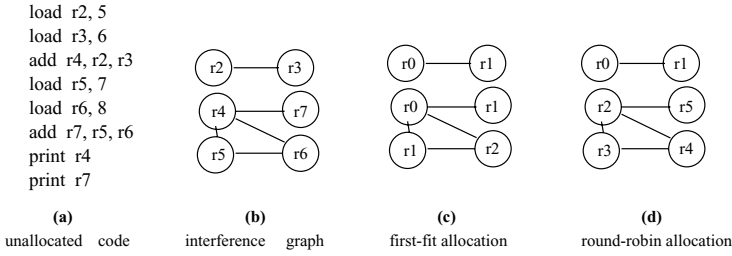 load r2, 5
load r3, 6
add r4, r2, r3
load r5, 7
load r6, 8
add r7, r5, r6
print r4
print r7
(a)
unallocated code
r2 r3
r4 r7
r5 r6
(b)
interference graph
r0 r1
r0 r1
r1 r2
(c)
first-fit allocation
r0 r1
r2 r5
r3 r4
(d)
round-robin allocation